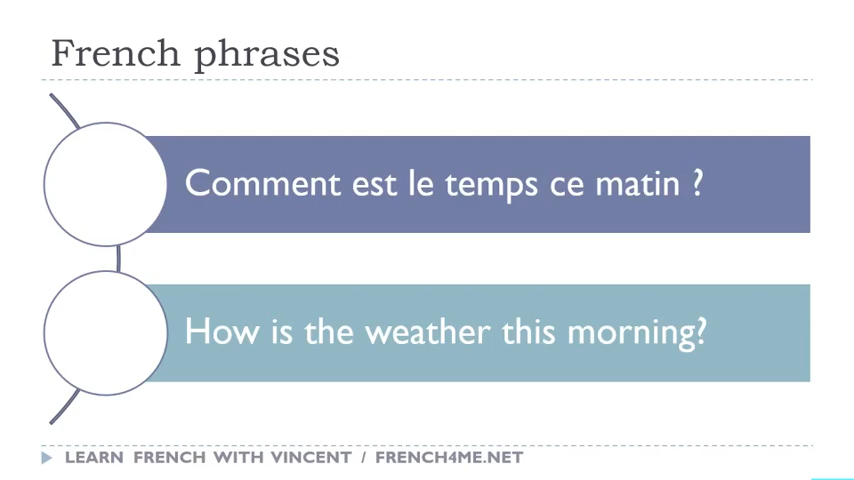 French phrases
Comment est le temps ce matin ?
How is the weather this morning?
LEARN FRENCH WITH VINCENT / FRENCH4ME.NET